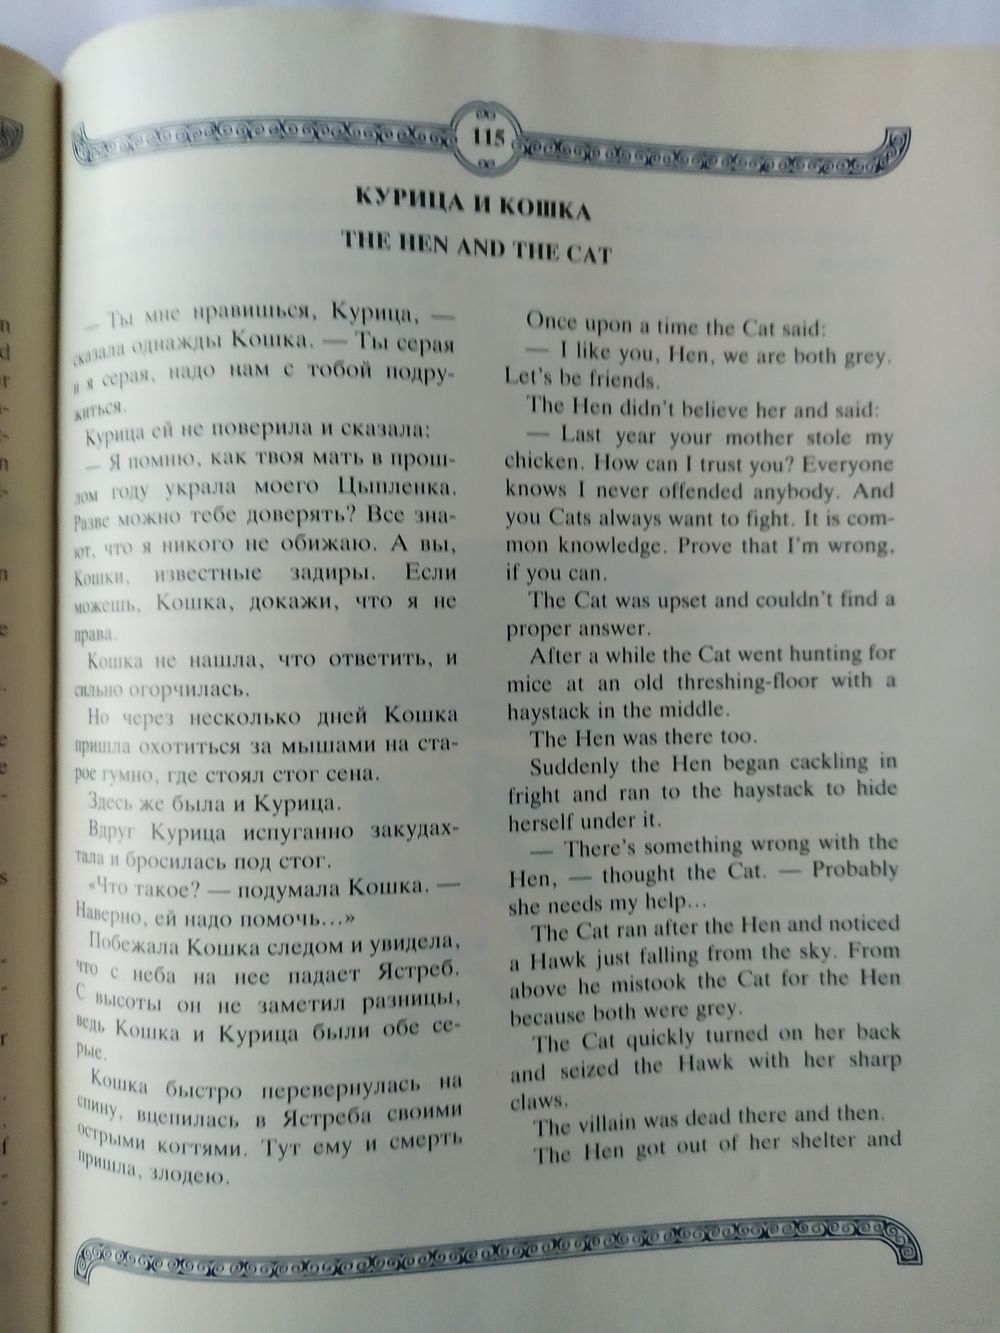 115
КУРИЦА И КОШКА
THE HEN AND THE CAT
— Ты мне нравишься, Курица, —
сказала однажды Кошка. — Ты серая
и я серая, надо нам с тобой подру-
житься.
Курица ей не поверила и сказала:
— Я помню, как твоя мать в прош-
лом году украла моего Цыпленка.
Разве можно тебе доверять? Все зна-
ют, что я никого не обижаю. А вы,
Кошки, известные задиры. Если
можешь, Кошка, докажи, что я не
права.
Кошка не нашла, что ответить, и
сильно огорчилась.
Но через несколько дней Кошка
пришла охотиться за мышами на ста-
рое гумно, где стоял стог сена.
Здесь же была и Курица.
Вдруг Курица испуганно закудах-
тала и бросилась под стог.
«Что такое? — подумала Кошка. —
Наверно, ей надо помочь...»
Побежала Кошка следом и увидела,
что с неба на нее падает Ястреб.
С высоты он не заметил разницы,
ведь Кошка и Курица были обе се-
рые.
Кошка быстро перевернулась на
спину, вцепилась в Ястреба своими
острыми когтями. Тут ему и смерть
пришла, злодею.
Once upon a time the Cat said:
— I like you, Hen, we are both grey.
Let's be friends.
The Hen didn't believe her and said:
— Last year your mother stole my
chicken. How can I trust you? Everyone
knows I never offended anybody. And
you Cats always want to fight. It is com-
mon knowledge. Prove that I'm wrong,
if you can.
The Cat was upset and couldn't find a
proper answer.
After a while the Cat went hunting for
mice at an old threshing-floor with a
haystack in the middle.
The Hen was there too.
Suddenly the Hen began cackling in
fright and ran to the haystack to hide
herself under it.
— There's something wrong with the
Hen, — thought the Cat. — Probably
she needs my help...
The Cat ran after the Hen and noticed
a Hawk just falling from the sky. From
above he mistook the Cat for the Hen
because both were grey.
The Cat quickly turned on her back
and seized the Hawk with her sharp
claws.
The villain was dead there and then.
The Hen got out of her shelter and